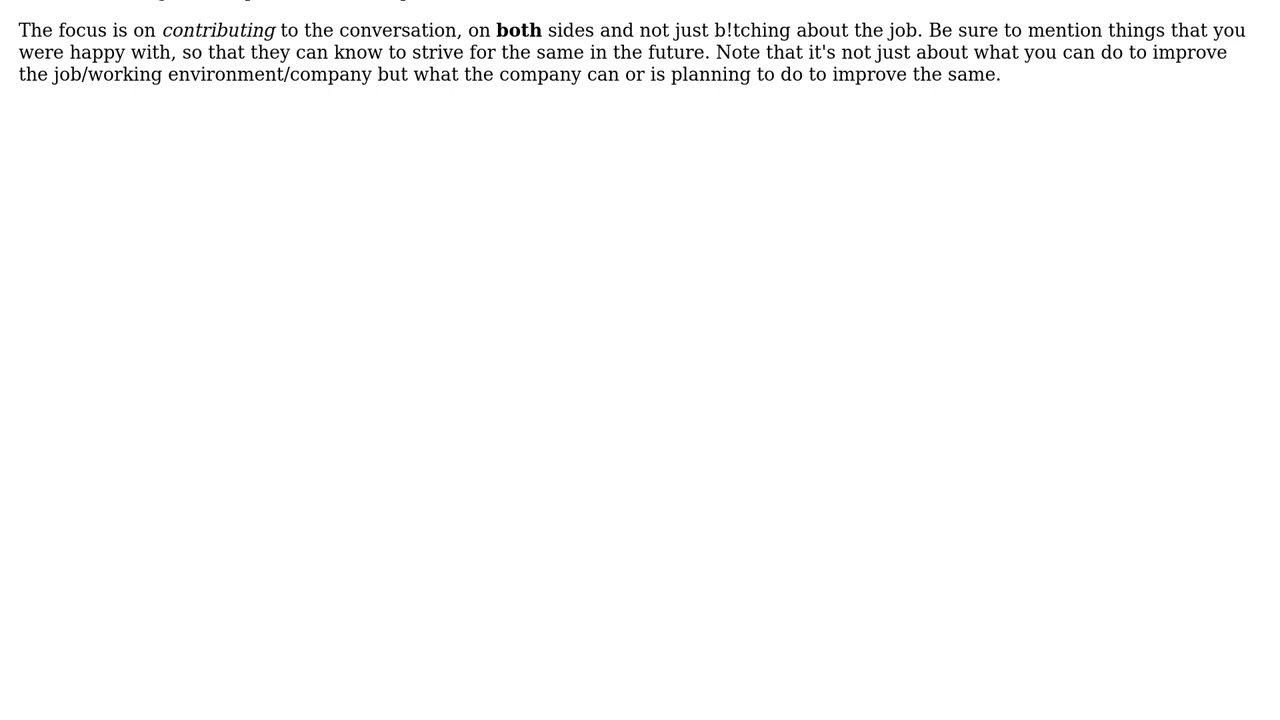 The focus is on contributing to the conversation, on both sides and not just b!tching about the job. Be sure to mention things that you
were happy with, so that they can know to strive for the same in the future. Note that it's not just about what you can do to improve
the job/working environment/company but what the company can or is planning to do to improve the same.